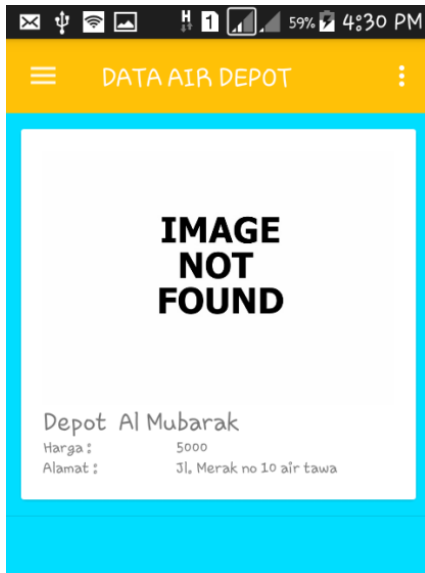 H 1 59% 4:30 PM
DATA AIR DEPOT
IMAGE
NOT
FOUND
Depot Al Mubarak
Harga : 5000
Alamat : Jl. Merak no 10 air tawa